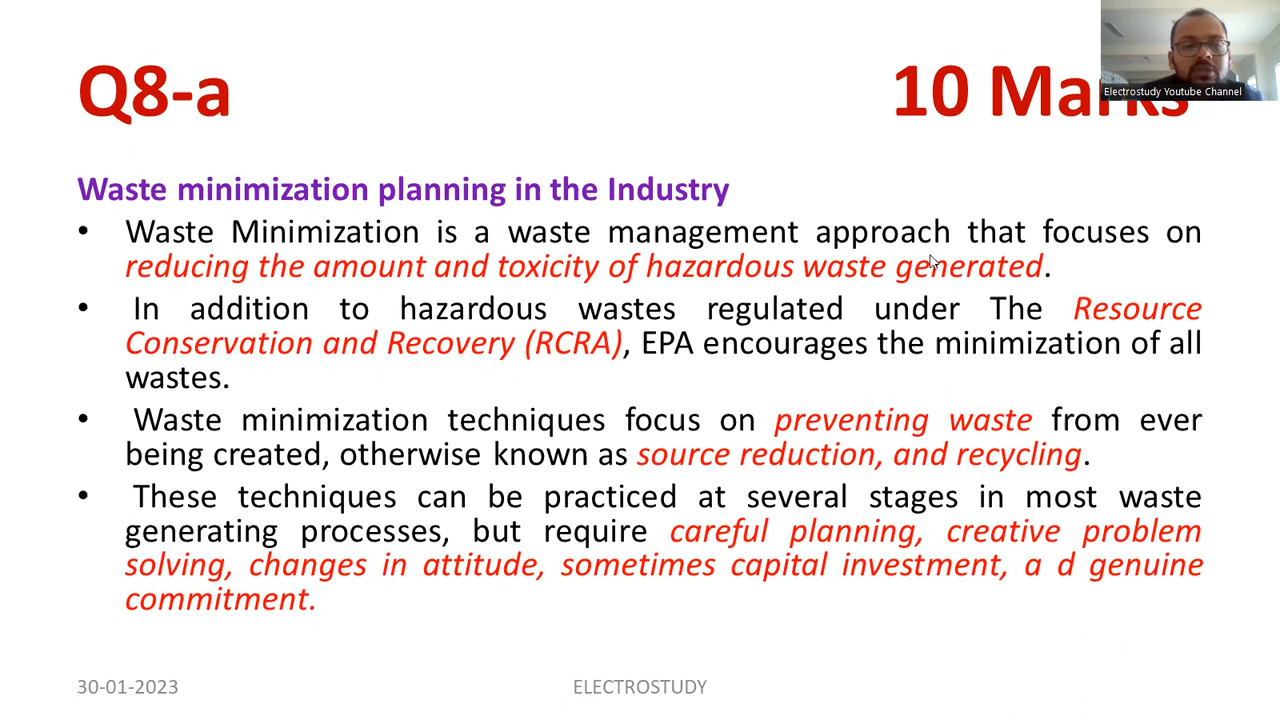 Q8-a
10 Marks
Electrostudy Youtube Channel
Waste minimization planning in the Industry
• Waste Minimization is a waste management approach that focuses on
reducing the amount and toxicity of hazardous waste generated.
• In addition to hazardous wastes regulated under The Resource
Conservation and Recovery (RCRA), EPA encourages the minimization of all
wastes.
• Waste minimization techniques focus on preventing waste from ever
being created, otherwise known as source reduction, and recycling.
• These techniques can be practiced at several stages in most waste
generating processes, but require careful planning, creative problem
solving, changes in attitude, sometimes capital investment, a d genuine
commitment.
30-01-2023
ELECTROSTUDY